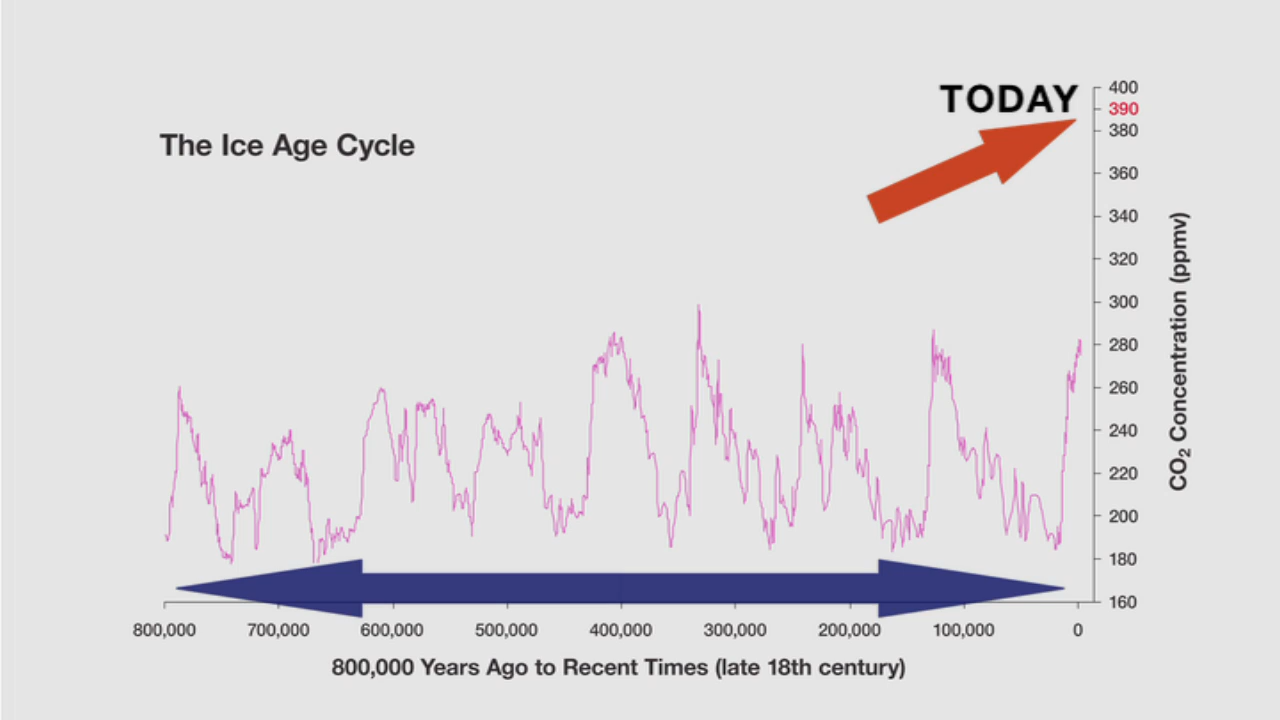 TODAY
The Ice Age Cycle
400
390
380
360
340
320
300
280
260
240
220
200
180
160
CO2 Concentration (ppmv)
800,000 700,000 600,000 500,000 400,000 300,000 200,000 100,000 0
800,000 Years Ago to Recent Times (late 18th century)